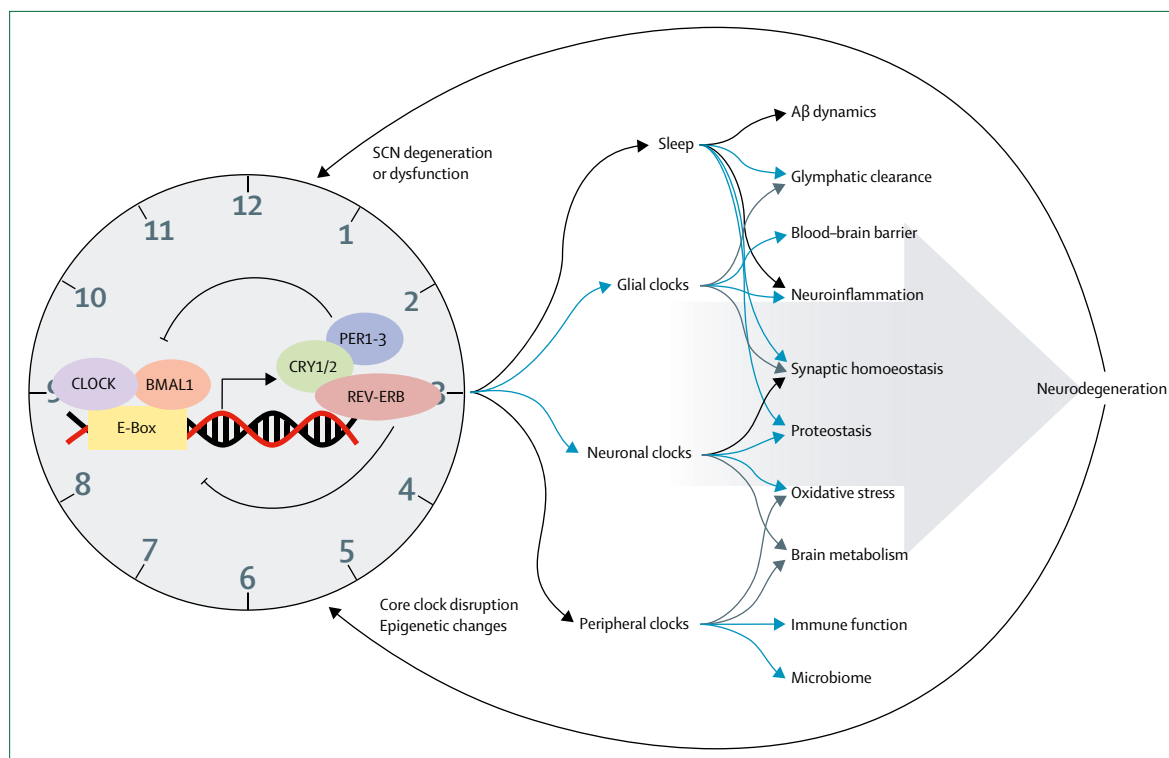 12
1
2
3
4
5
6
7
8
9
10
11
PER1-3
CRY1/2
REV-ERB
CLOCK
BMAL1
E-Box
SCN degeneration
or dysfunction
Core clock disruption
Epigenetic changes
Sleep
Glial clocks
Neuronal clocks
Peripheral clocks
Aβ dynamics
Glymphatic clearance
Blood–brain barrier
Neuroinflammation
Synaptic homoeostasis
Proteostasis
Oxidative stress
Brain metabolism
Immune function
Microbiome
Neurodegeneration